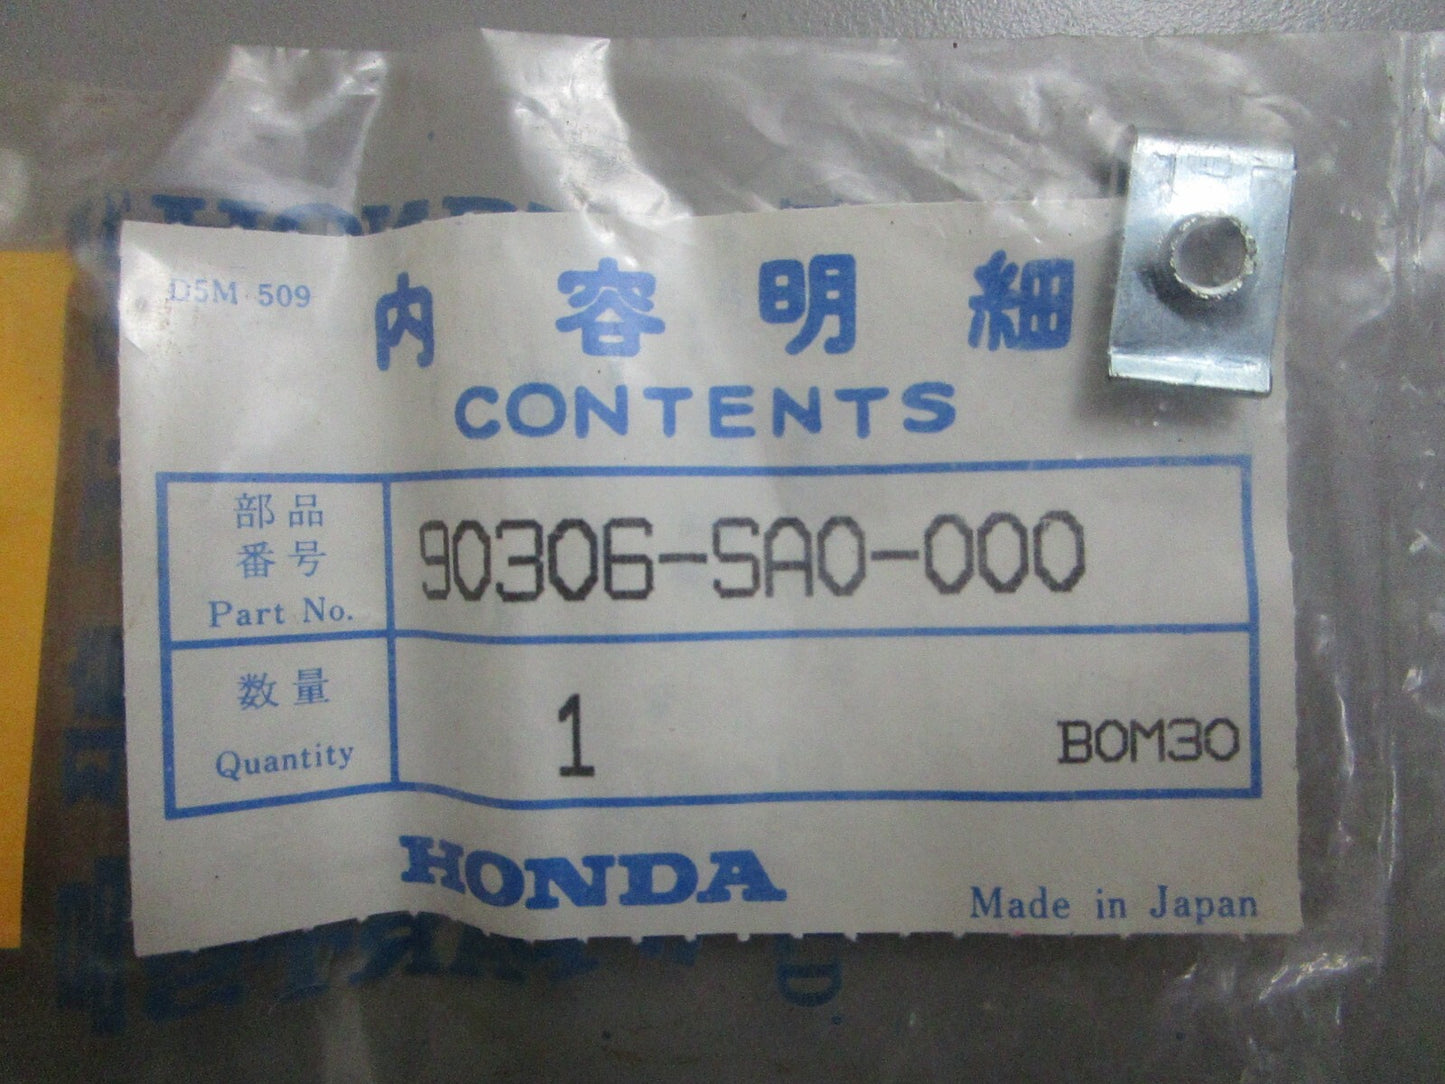 D5M 509
内容明細
CONTENTS
部品
番号
Part No.
90306-SA0-000
数量
Quantity
1
B0M30
HONDA
Made in Japan